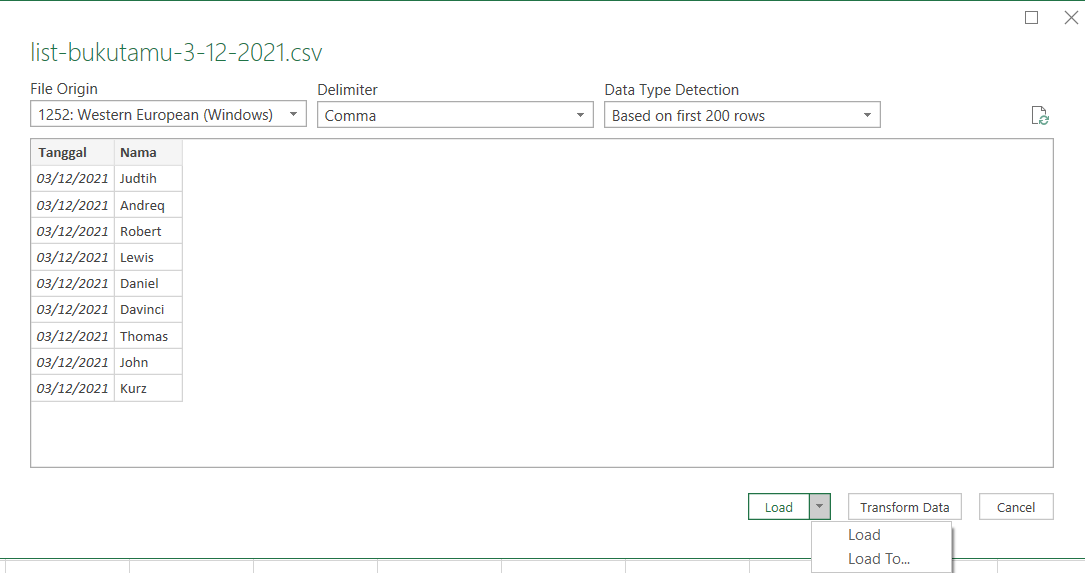 list-bukutamu-3-12-2021.csv
File Origin
Delimiter
Data Type Detection
1252: Western European (Windows)
Comma
Based on first 200 rows
Tanggal Nama
03/12/2021 Judtih
03/12/2021 Andreq
03/12/2021 Robert
03/12/2021 Lewis
03/12/2021 Daniel
03/12/2021 Davinci
03/12/2021 Thomas
03/12/2021 John
03/12/2021 Kurz
Load
Transform Data
Cancel
Load
Load To...